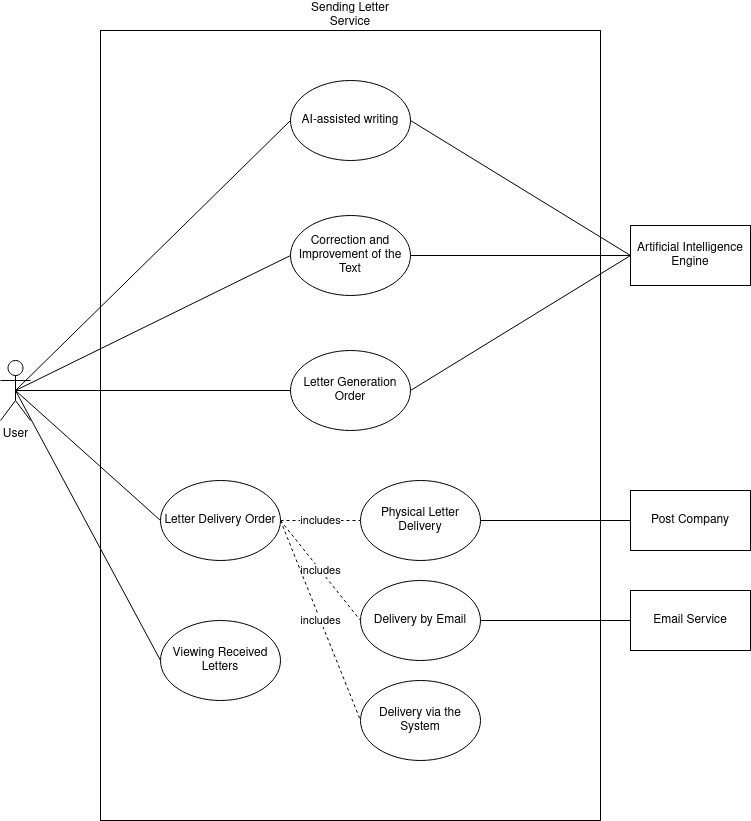 Sending Letter
Service
AI-assisted writing
Correction and
Improvement of the
Text
Artificial Intelligence
Engine
Letter Generation
Order
User
Letter Delivery Order
includes
Physical Letter
Delivery
Post Company
includes
includes
Delivery by Email
Email Service
Viewing Received
Letters
Delivery via the
System